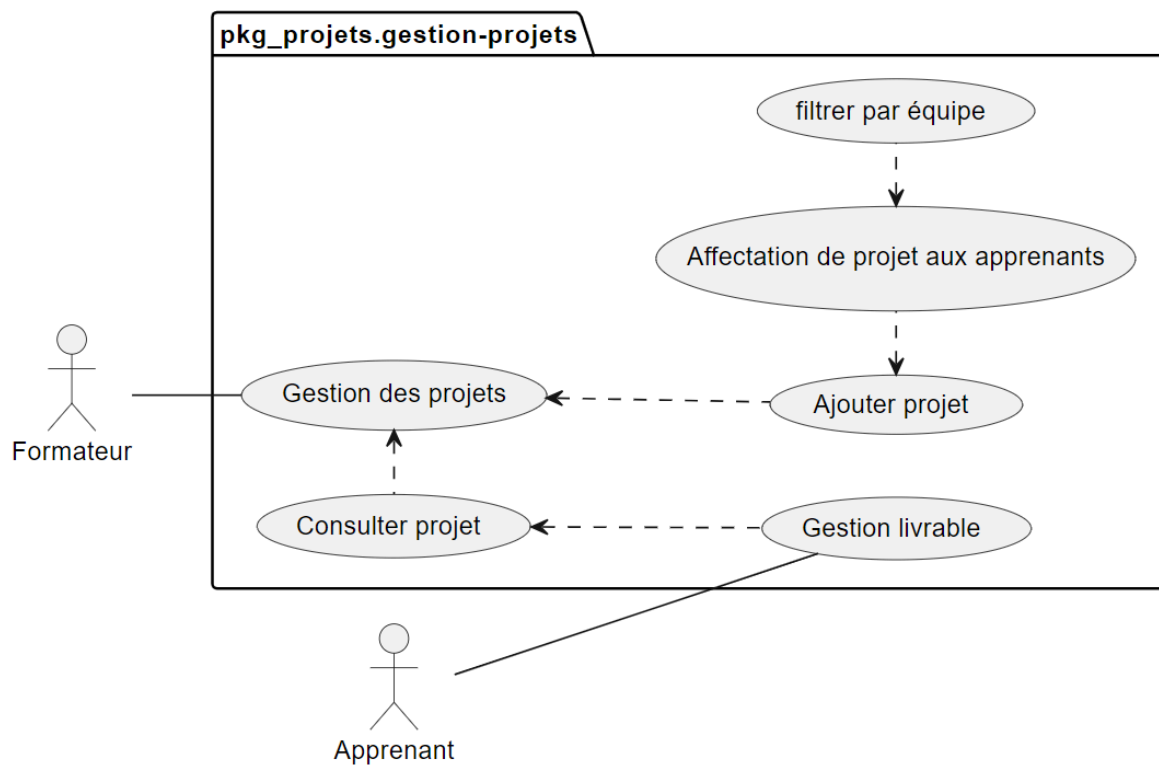 pkg_projets.gestion-projets
filtrer par équipe
Affectation de projet aux apprenants
Gestion des projets
Ajouter projet
Formateur
Consulter projet
Gestion livrable
Apprenant